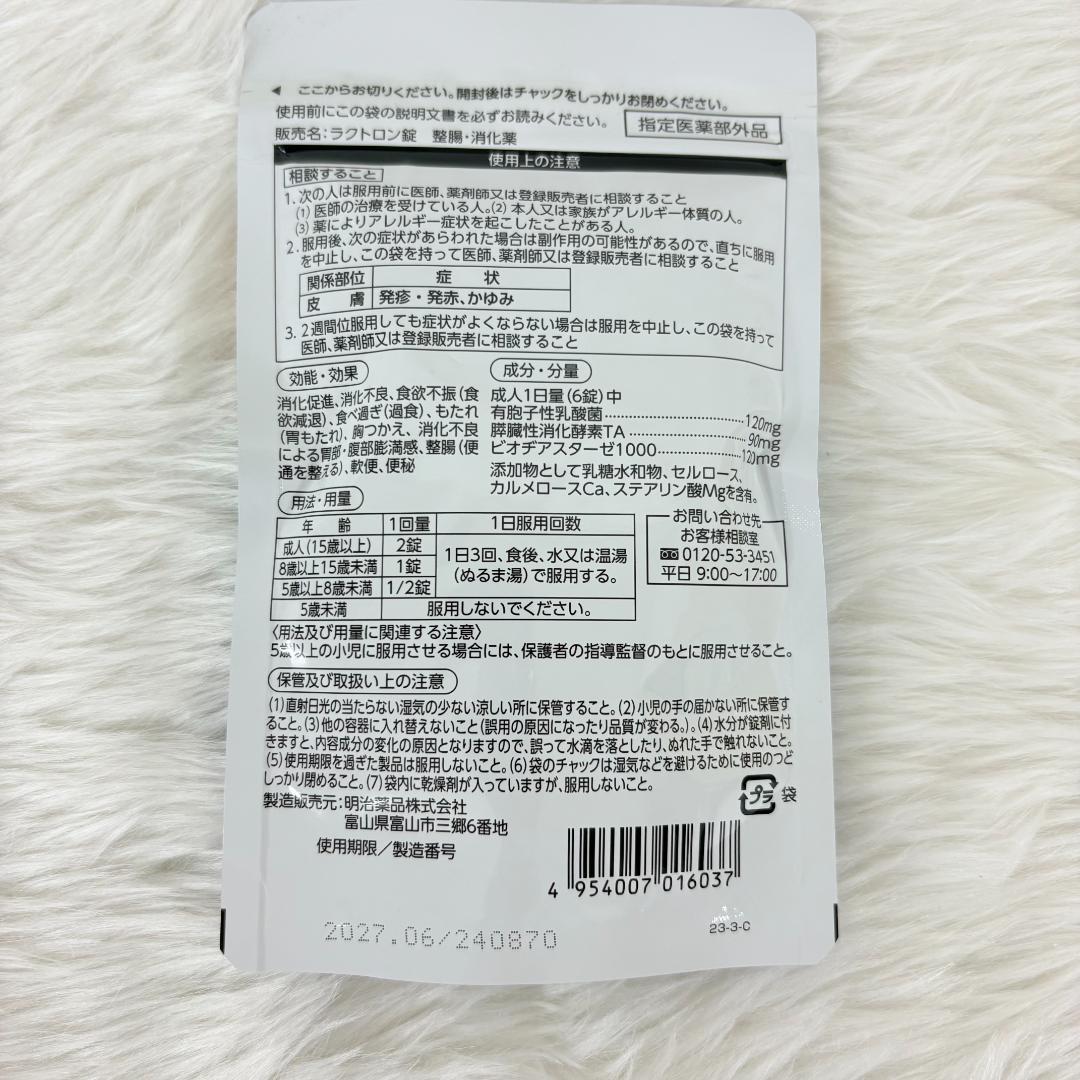 ◀ ここからお切りください。開封後はチャックをしっかりお閉めください。
使用前にこの袋の説明文書を必ずお読みください。
指定医薬部外品
販売名：ラクトロン錠 整腸・消化薬
使用上の注意
相談すること
1. 次の人は服用前に医師、薬剤師又は登録販売者に相談すること
(1) 医師の治療を受けている人。(2) 本人又は家族がアレルギー体質の人。
(3) 薬によりアレルギー症状を起こしたことがある人。
2. 服用後、次の症状があらわれた場合は副作用の可能性があるので、直ちに服用
を中止し、この袋を持って医師、薬剤師又は登録販売者に相談すること
関係部位 症 状
皮 膚 発疹・発赤、かゆみ
3. 2週間位服用しても症状がよくならない場合は服用を中止し、この袋を持って
医師、薬剤師又は登録販売者に相談すること
効能・効果
消化促進、消化不良、食欲不振（食
欲減退）、食べ過ぎ（過食）、もたれ
（胃もたれ）、胸つかえ、消化不良
による胃部・腹部膨満感、整腸（便
通を整える）、軟便、便秘
成分・分量
成人1日量（6錠）中
有胞子性乳酸菌 120mg
膵臓性消化酵素TA 90mg
ビオヂアスターゼ1000 120mg
添加物として乳糖水和物、セルロース、
カルメロースCa、ステアリン酸Mgを含有。
用法・用量
年 齢 1回量 1日服用回数
成人（15歳以上） 2錠
8歳以上15歳未満 1錠
5歳以上8歳未満 1/2錠
1日3回、食後、水又は温湯
（ぬるま湯）で服用する。
5歳未満 服用しないでください。
お問い合わせ先
お客様相談室
0120-53-3451
平日 9:00〜17:00
〈用法及び用量に関連する注意〉
5歳以上の小児に服用させる場合には、保護者の指導監督のもとに服用させること。
保管及び取扱い上の注意
(1)直射日光の当たらない湿気の少ない涼しい所に保管すること。(2)小児の手の届かない所に保管す
ること。(3)他の容器に入れ替えないこと（誤用の原因になったり品質が変わる。）。(4)水分が錠剤に付
きますと、内容成分の変化の原因となりますので、誤って水滴を落としたり、ぬれた手で触れないこと。
(5)使用期限を過ぎた製品は服用しないこと。(6)袋のチャックは湿気などを避けるために使用のつど
しっかり閉めること。(7)袋内に乾燥剤が入っていますが、服用しないこと。
プラ 袋
製造販売元：明治薬品株式会社
富山県富山市三郷6番地
使用期限／製造番号
4 954007 016037
2027.06/240870
23-3-C